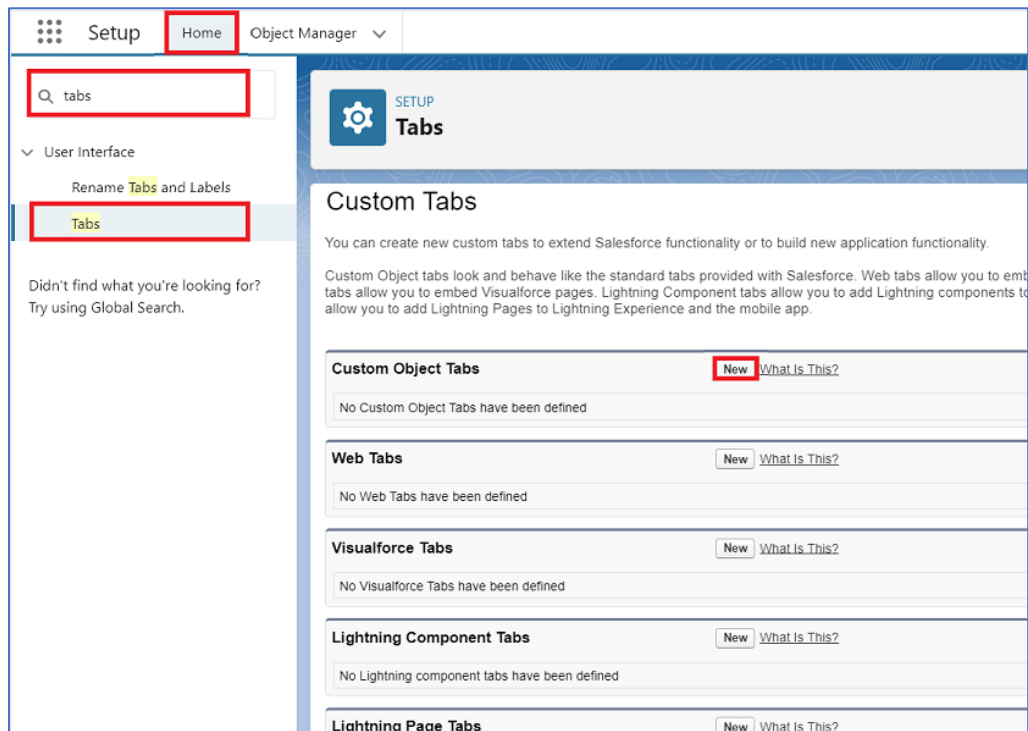 Setup Home Object Manager
tabs
User Interface
Rename Tabs and Labels
Tabs
Didn't find what you're looking for?
Try using Global Search.
SETUP
Tabs
Custom Tabs
You can create new custom tabs to extend Salesforce functionality or to build new application functionality.
Custom Object tabs look and behave like the standard tabs provided with Salesforce. Web tabs allow you to emb
tabs allow you to embed Visualforce pages. Lightning Component tabs allow you to add Lightning components to
allow you to add Lightning Pages to Lightning Experience and the mobile app.
Custom Object Tabs New What Is This?
No Custom Object Tabs have been defined
Web Tabs New What Is This?
No Web Tabs have been defined
Visualforce Tabs New What Is This?
No Visualforce Tabs have been defined
Lightning Component Tabs New What Is This?
No Lightning component tabs have been defined
Lightning Page Tabs New What Is This?